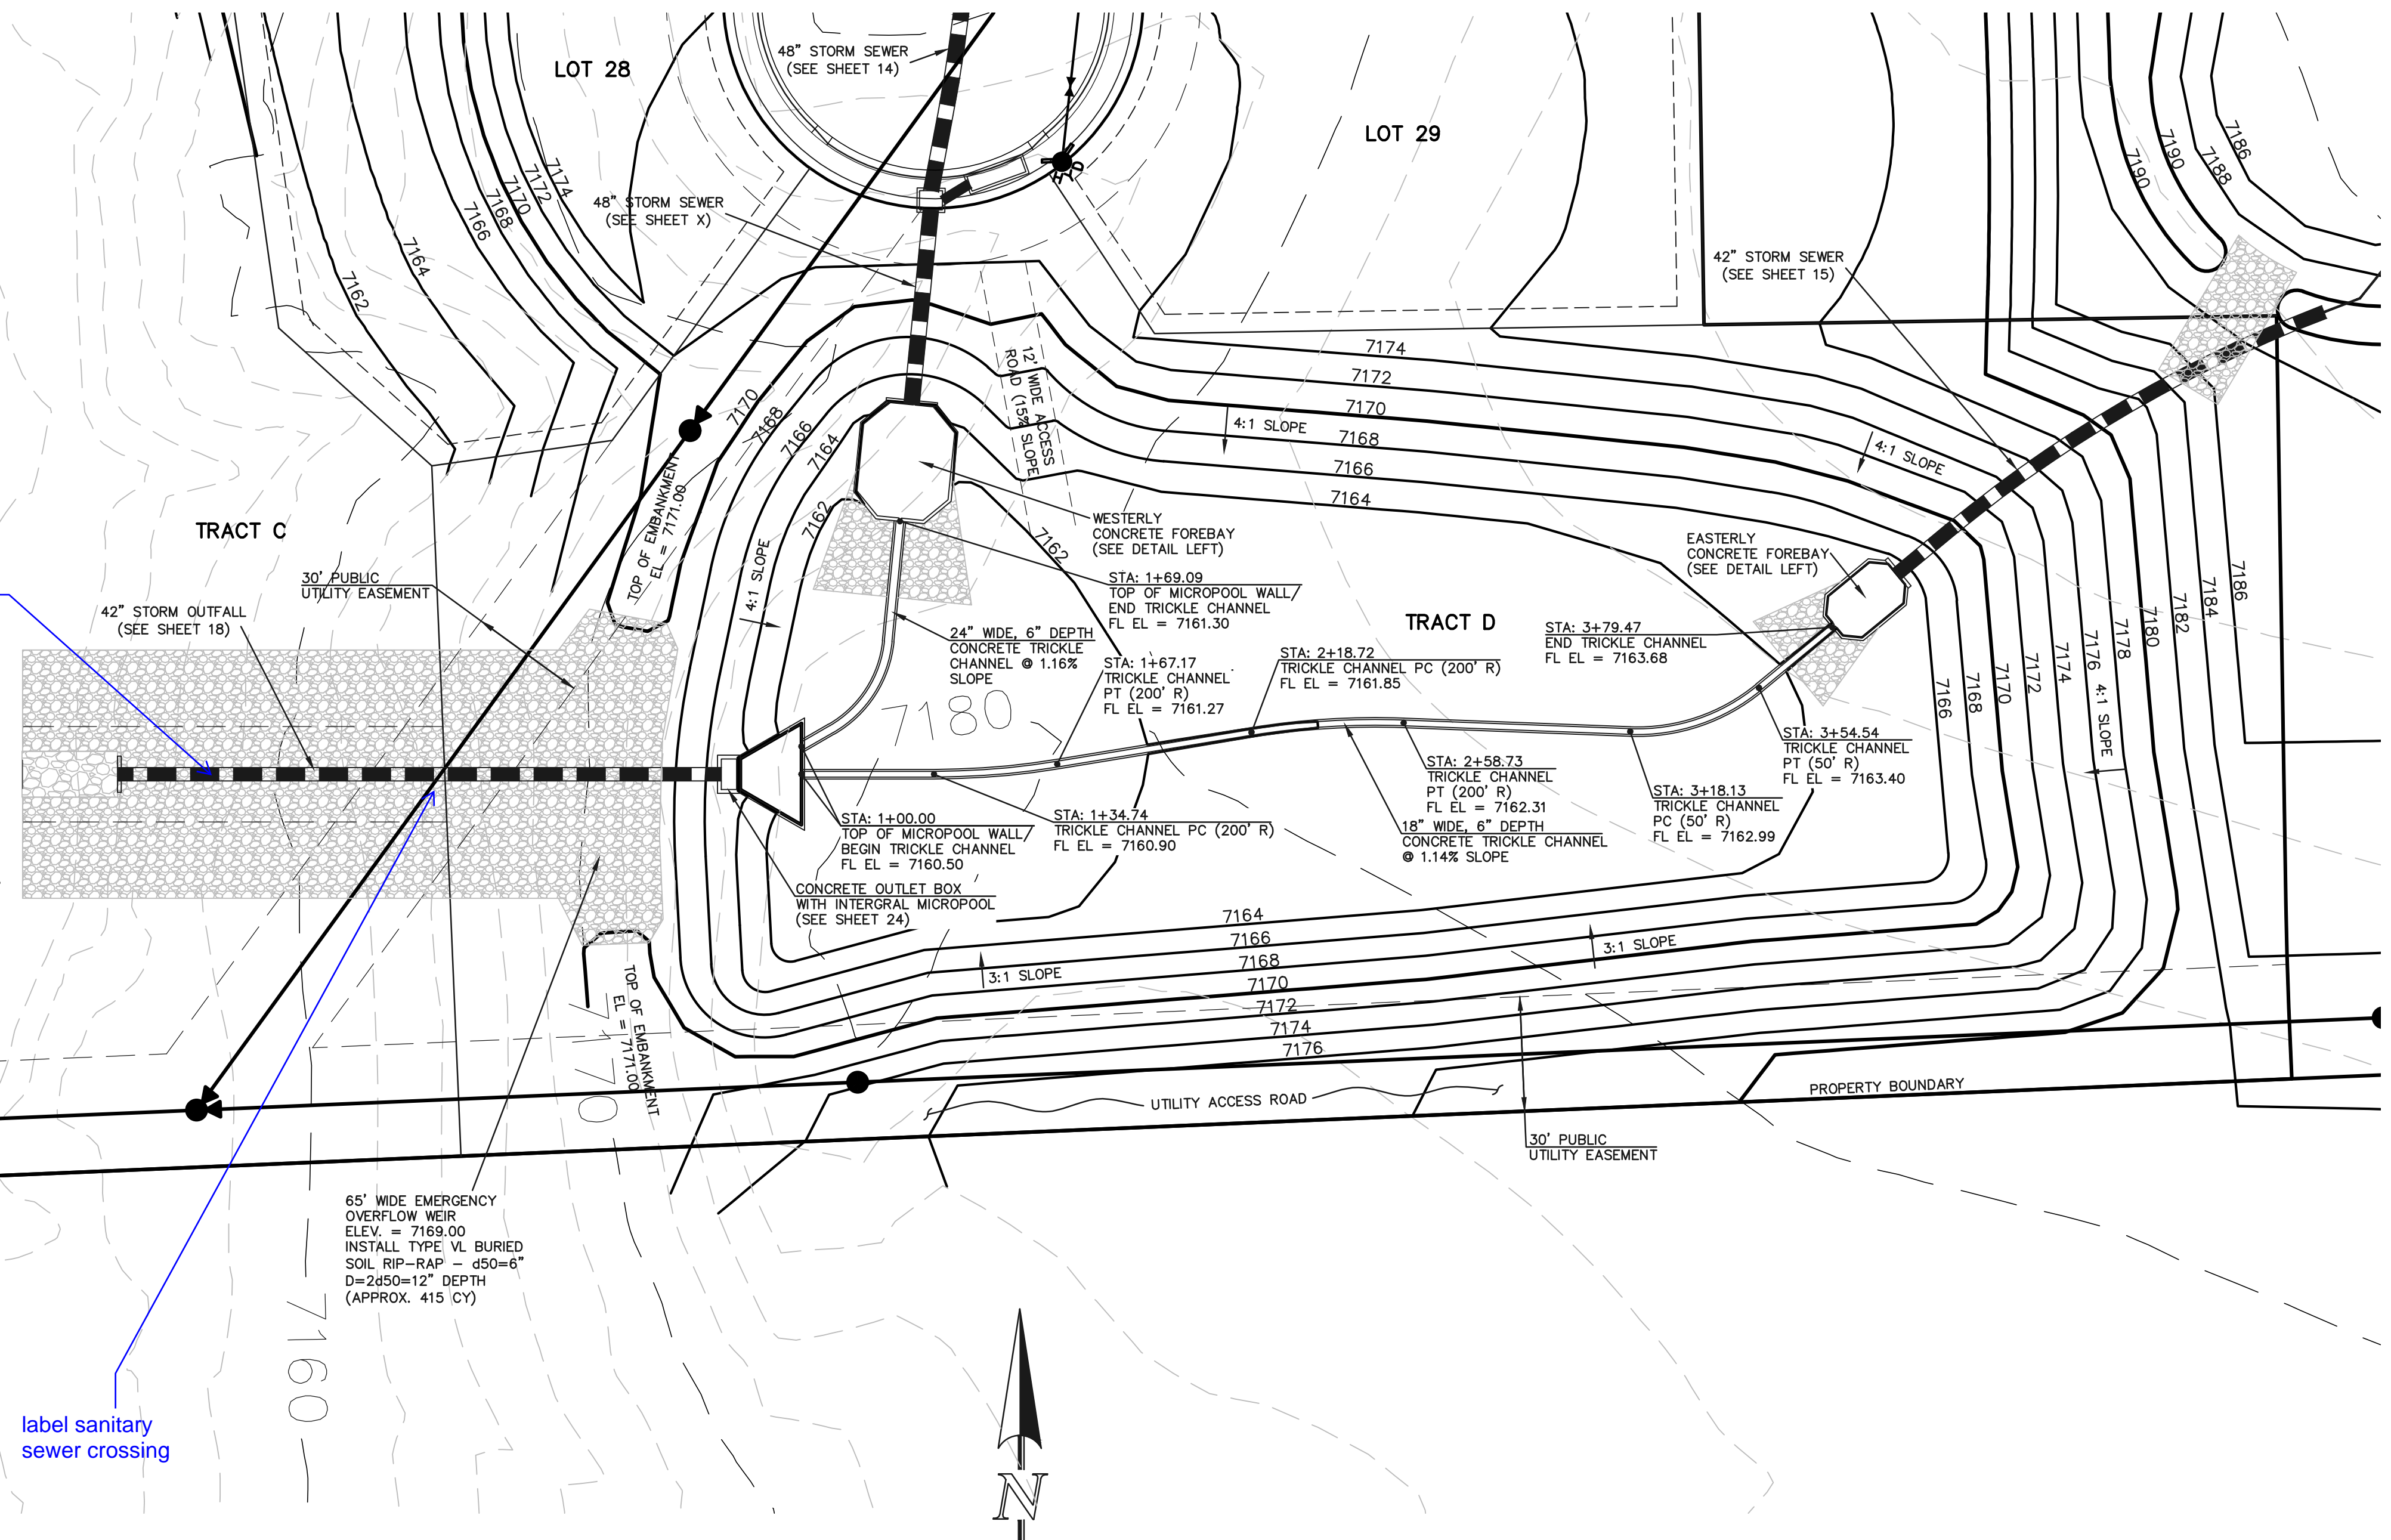 48" STORM SEWER
(SEE SHEET 14)
LOT 28
LOT 29
HYD
48" STORM SEWER
(SEE SHEET X)
42" STORM SEWER
(SEE SHEET 15)
7162
7164
7166
7168
7170
7172
7174
7190
7190
7188
7186
12' WIDE ACCESS
ROAD (15% SLOPE)
7174
7172
7170
7168
7166
7164
4:1 SLOPE
4:1 SLOPE
7170
7168
7166
7164
7162
7162
TOP OF EMBANKMENT
EL = 7171.00
4:1 SLOPE
WESTERLY
CONCRETE FOREBAY
(SEE DETAIL LEFT)
EASTERLY
CONCRETE FOREBAY
(SEE DETAIL LEFT)
TRACT C
TRACT D
30' PUBLIC
UTILITY EASEMENT
42" STORM OUTFALL
(SEE SHEET 18)
STA: 1+69.09
TOP OF MICROPOOL WALL/
END TRICKLE CHANNEL
FL EL = 7161.30
24" WIDE, 6" DEPTH
CONCRETE TRICKLE
CHANNEL @ 1.16%
SLOPE
7180
STA: 1+67.17
TRICKLE CHANNEL
PT (200' R)
FL EL = 7161.27
STA: 2+18.72
TRICKLE CHANNEL PC (200' R)
FL EL = 7161.85
STA: 3+79.47
END TRICKLE CHANNEL
FL EL = 7163.68
STA: 3+54.54
TRICKLE CHANNEL
PT (50' R)
FL EL = 7163.40
STA: 2+58.73
TRICKLE CHANNEL
PT (200' R)
FL EL = 7162.31
STA: 3+18.13
TRICKLE CHANNEL
PC (50' R)
FL EL = 7162.99
18" WIDE, 6" DEPTH
CONCRETE TRICKLE CHANNEL
@ 1.14% SLOPE
STA: 1+00.00
TOP OF MICROPOOL WALL/
BEGIN TRICKLE CHANNEL
FL EL = 7160.50
STA: 1+34.74
TRICKLE CHANNEL PC (200' R)
FL EL = 7160.90
CONCRETE OUTLET BOX
WITH INTERGRAL MICROPOOL
(SEE SHEET 24)
7166
7168
7170
7172
7174
7176
4:1 SLOPE
7178
7180
7182
7184
7186
7164
7166
7168
7170
7172
7174
7176
3:1 SLOPE
3:1 SLOPE
TOP OF EMBANKMENT
EL = 7171.00
7170
UTILITY ACCESS ROAD
PROPERTY BOUNDARY
30' PUBLIC
UTILITY EASEMENT
65' WIDE EMERGENCY
OVERFLOW WEIR
ELEV. = 7169.00
INSTALL TYPE VL BURIED
SOIL RIP-RAP - d50=6"
D=2d50=12" DEPTH
(APPROX. 415 CY)
7160
label sanitary
sewer crossing
N